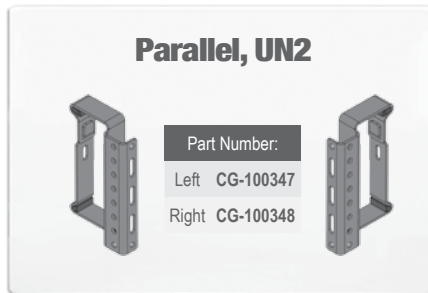 Parallel, UN2
Part Number:
Left CG-100347
Right CG-100348